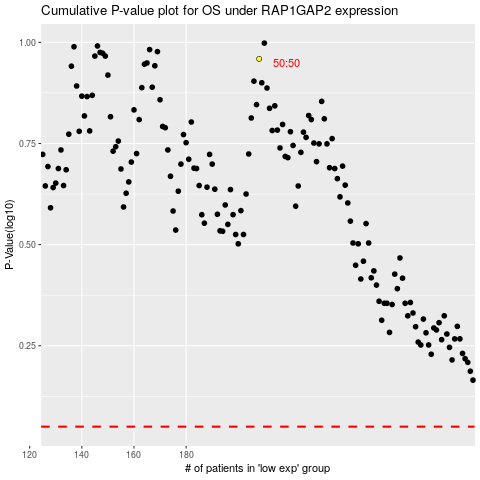 Cumulative P-value plot for OS under RAP1GAP2 expression
P-Value(log10)
1.00
0.75
0.50
0.25
50:50
120 140 160 180
# of patients in 'low exp' group